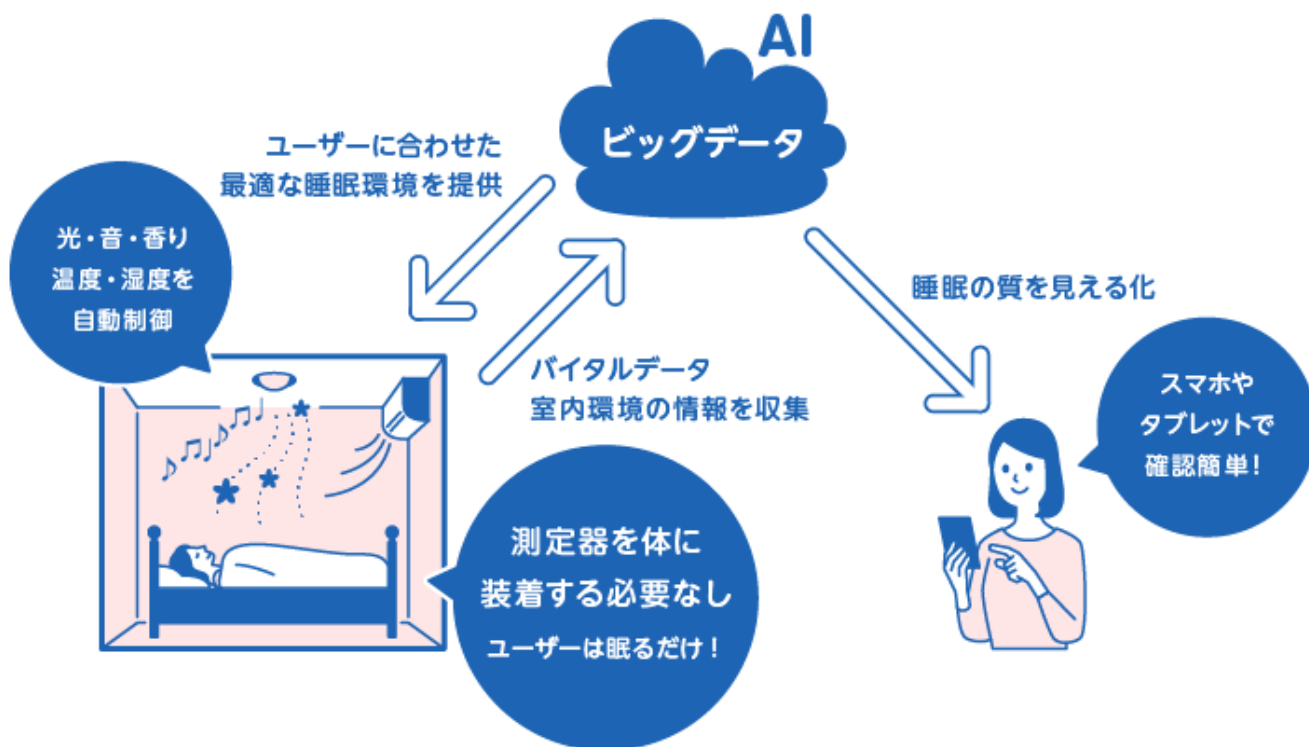 AI
ビッグデータ
ユーザーに合わせた
最適な睡眠環境を提供
光・音・香り
温度・湿度を
自動制御
バイタルデータ
室内環境の情報を収集
測定器を体に
装着する必要なし
ユーザーは眠るだけ!
睡眠の質を見える化
スマホや
タブレットで
確認簡単!